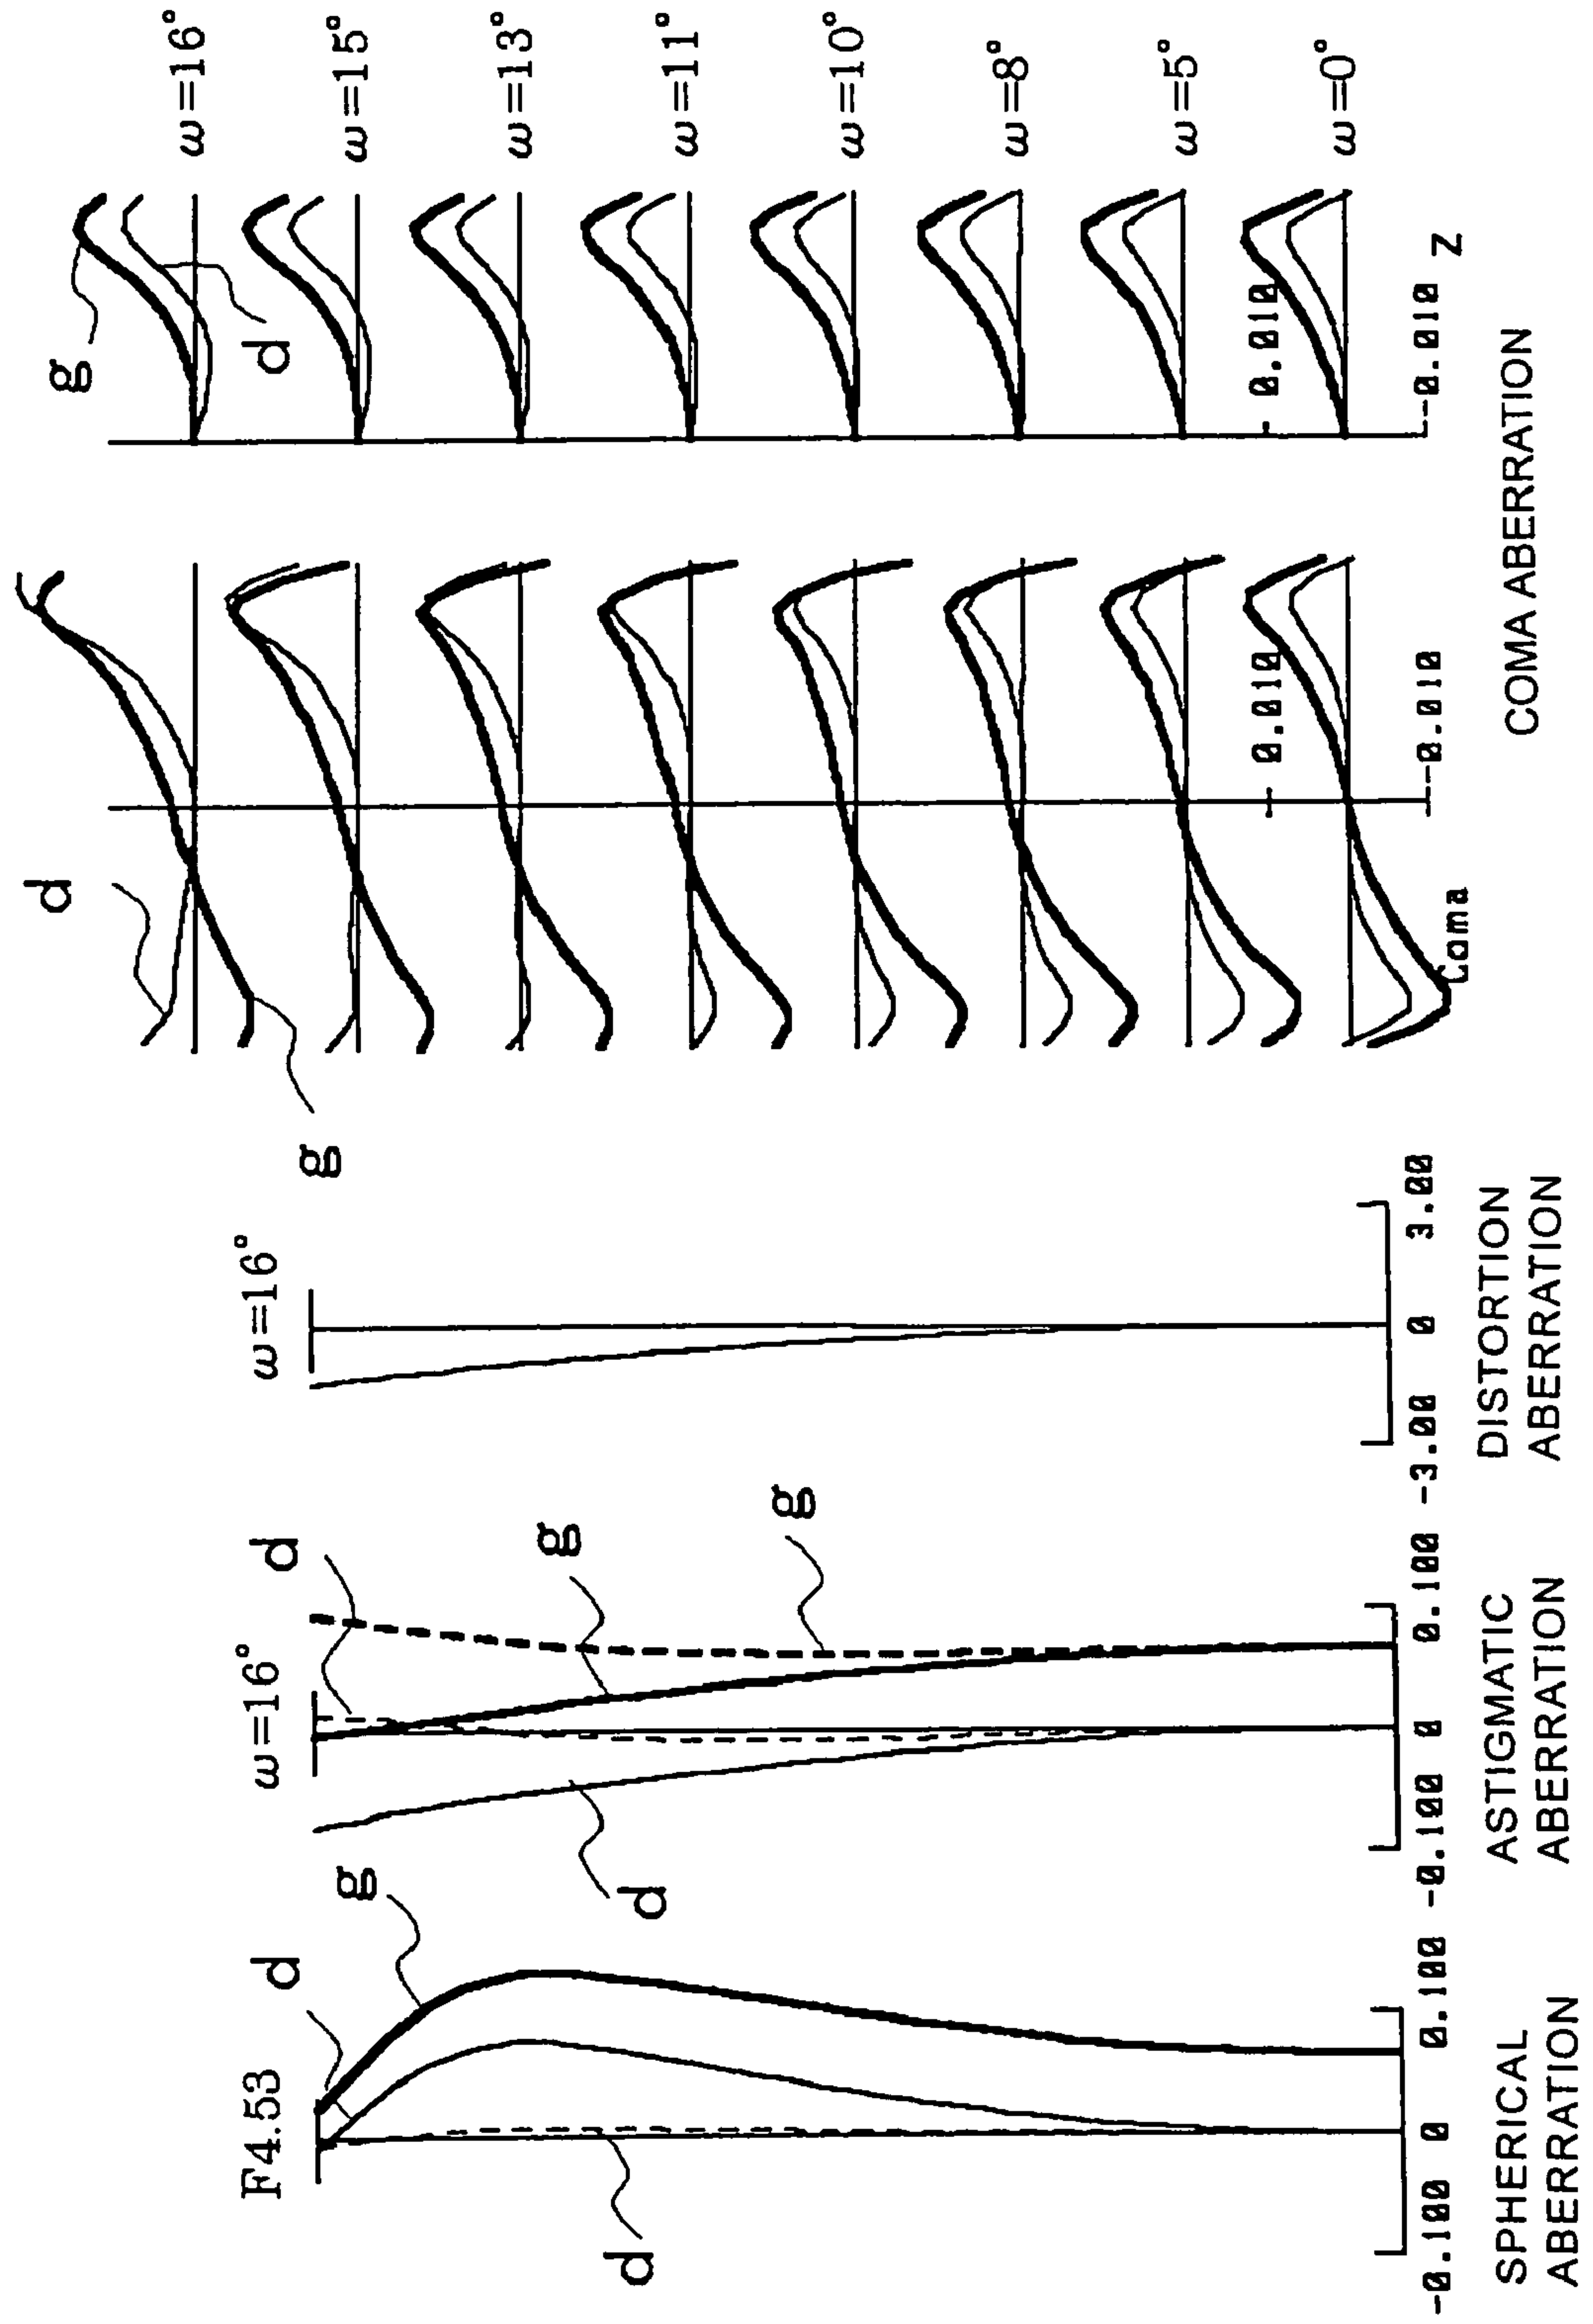 F4.53
d
g
d
-0.100 0 0.100
SPHERICAL
ABERRATION
ω=16°
d
g
g
d
-0.100 0 0.100
ASTIGMATIC
ABERRATION
ω=16°
-3.00 0 3.00
DISTORTION
ABERRATION
d
g
0.010
-0.010
Coma
g
d
0.010
-0.010
Z
ω=16°
ω=15°
ω=13°
ω=11°
ω=10°
ω=8°
ω=5°
ω=0°
COMA ABERRATION